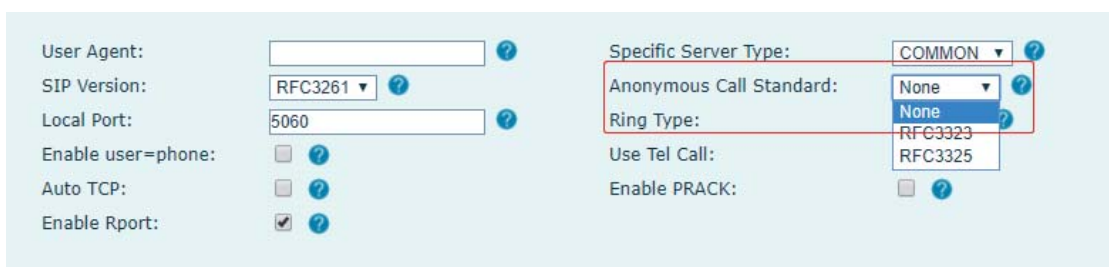 User Agent:
SIP Version: RFC3261
Local Port: 5060
Enable user=phone:
Auto TCP:
Enable Rport:
Specific Server Type: COMMON
Anonymous Call Standard: None
None
Ring Type:
RFC3323
Use Tel Call: RFC3325
Enable PRACK: